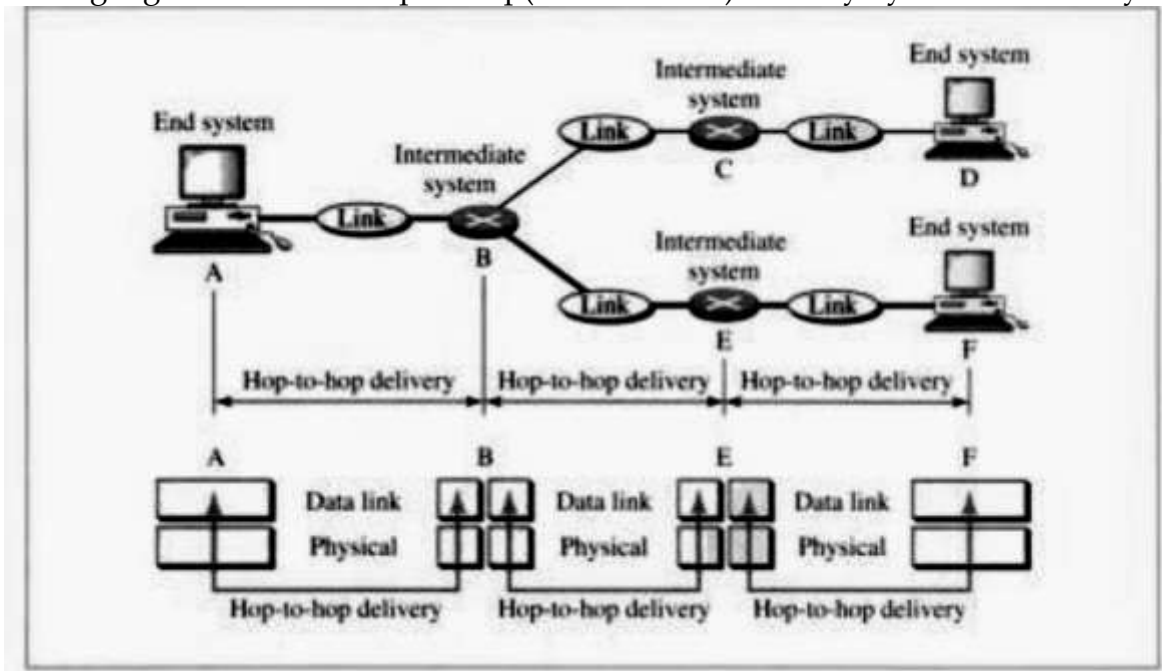 End system
Intermediate
system
Link
C
Link
D
End system
Intermediate
system
Link
B
A
End system
Intermediate
system
Link
E
Link
F
Hop-to-hop delivery
Hop-to-hop delivery
Hop-to-hop delivery
A
B
E
F
Data link
Data link
Data link
Physical
Physical
Physical
Hop-to-hop delivery
Hop-to-hop delivery
Hop-to-hop delivery